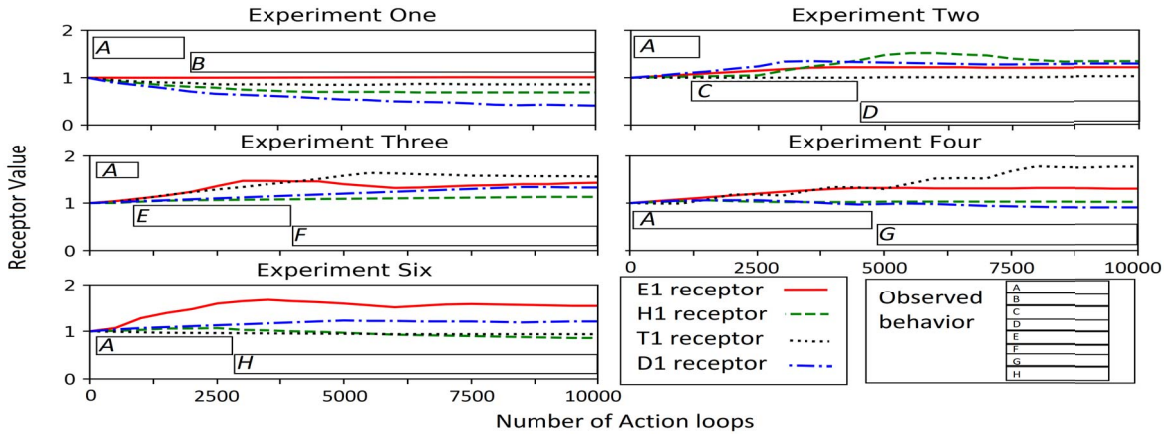 Experiment One
Experiment Two
2
1
0
A
B
A
C
D
Experiment Three
Experiment Four
2
1
0
A
E
F
A
G
Receptor Value
0
2500
5000
7500
10000
Experiment Six
2
1
0
A
H
0
2500
5000
7500
10000
Number of Action loops
E1 receptor
H1 receptor
T1 receptor
D1 receptor
Observed
behavior
A
B
C
D
E
F
G
H